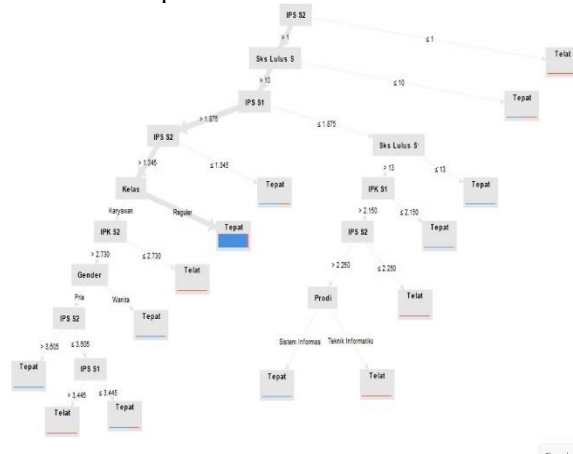 IPS S2
> 1
≤ 1
Sks Lulus S
Telat
> 10
≤ 10
IPS S1
Tepat
> 1.875
≤ 1.875
IPS S2
Sks Lulus S
> 1.345
≤ 1.345
> 13
≤ 13
Kelas
Tepat
IPK S1
Tepat
Karyawan
Reguler
> 2.150
≤ 2.150
IPK S2
Tepat
IPS S2
Tepat
> 2.730
≤ 2.730
> 2.250
≤ 2.250
Gender
Telat
Prodi
Telat
Pria
Wanita
IPS S2
Tepat
Sistem Informas
Teknik Informatika
> 3.605
≤ 3.605
Tepat
IPS S1
Tepat
Telat
> 3.445
≤ 3.445
Telat
Tepat